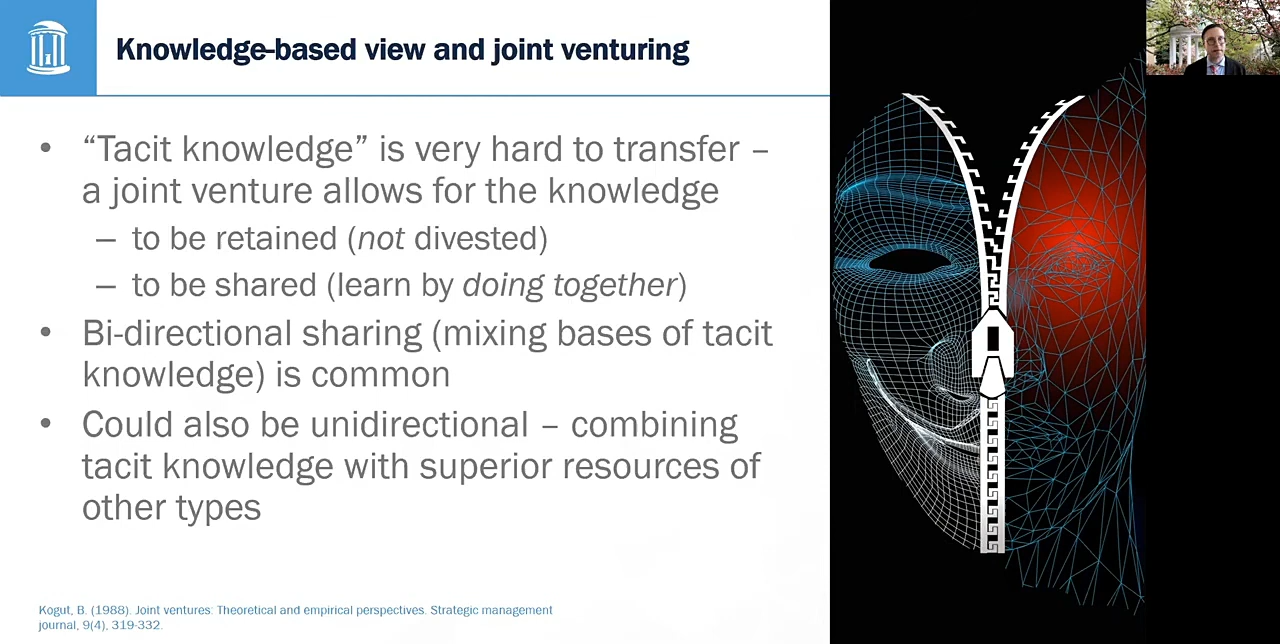 Knowledge-based view and joint venturing
• “Tacit knowledge” is very hard to transfer –
a joint venture allows for the knowledge
– to be retained (not divested)
– to be shared (learn by doing together)
• Bi-directional sharing (mixing bases of tacit
knowledge) is common
• Could also be unidirectional – combining
tacit knowledge with superior resources of
other types
Kogut, B. (1988). Joint ventures: Theoretical and empirical perspectives. Strategic management
journal, 9(4), 319-332.